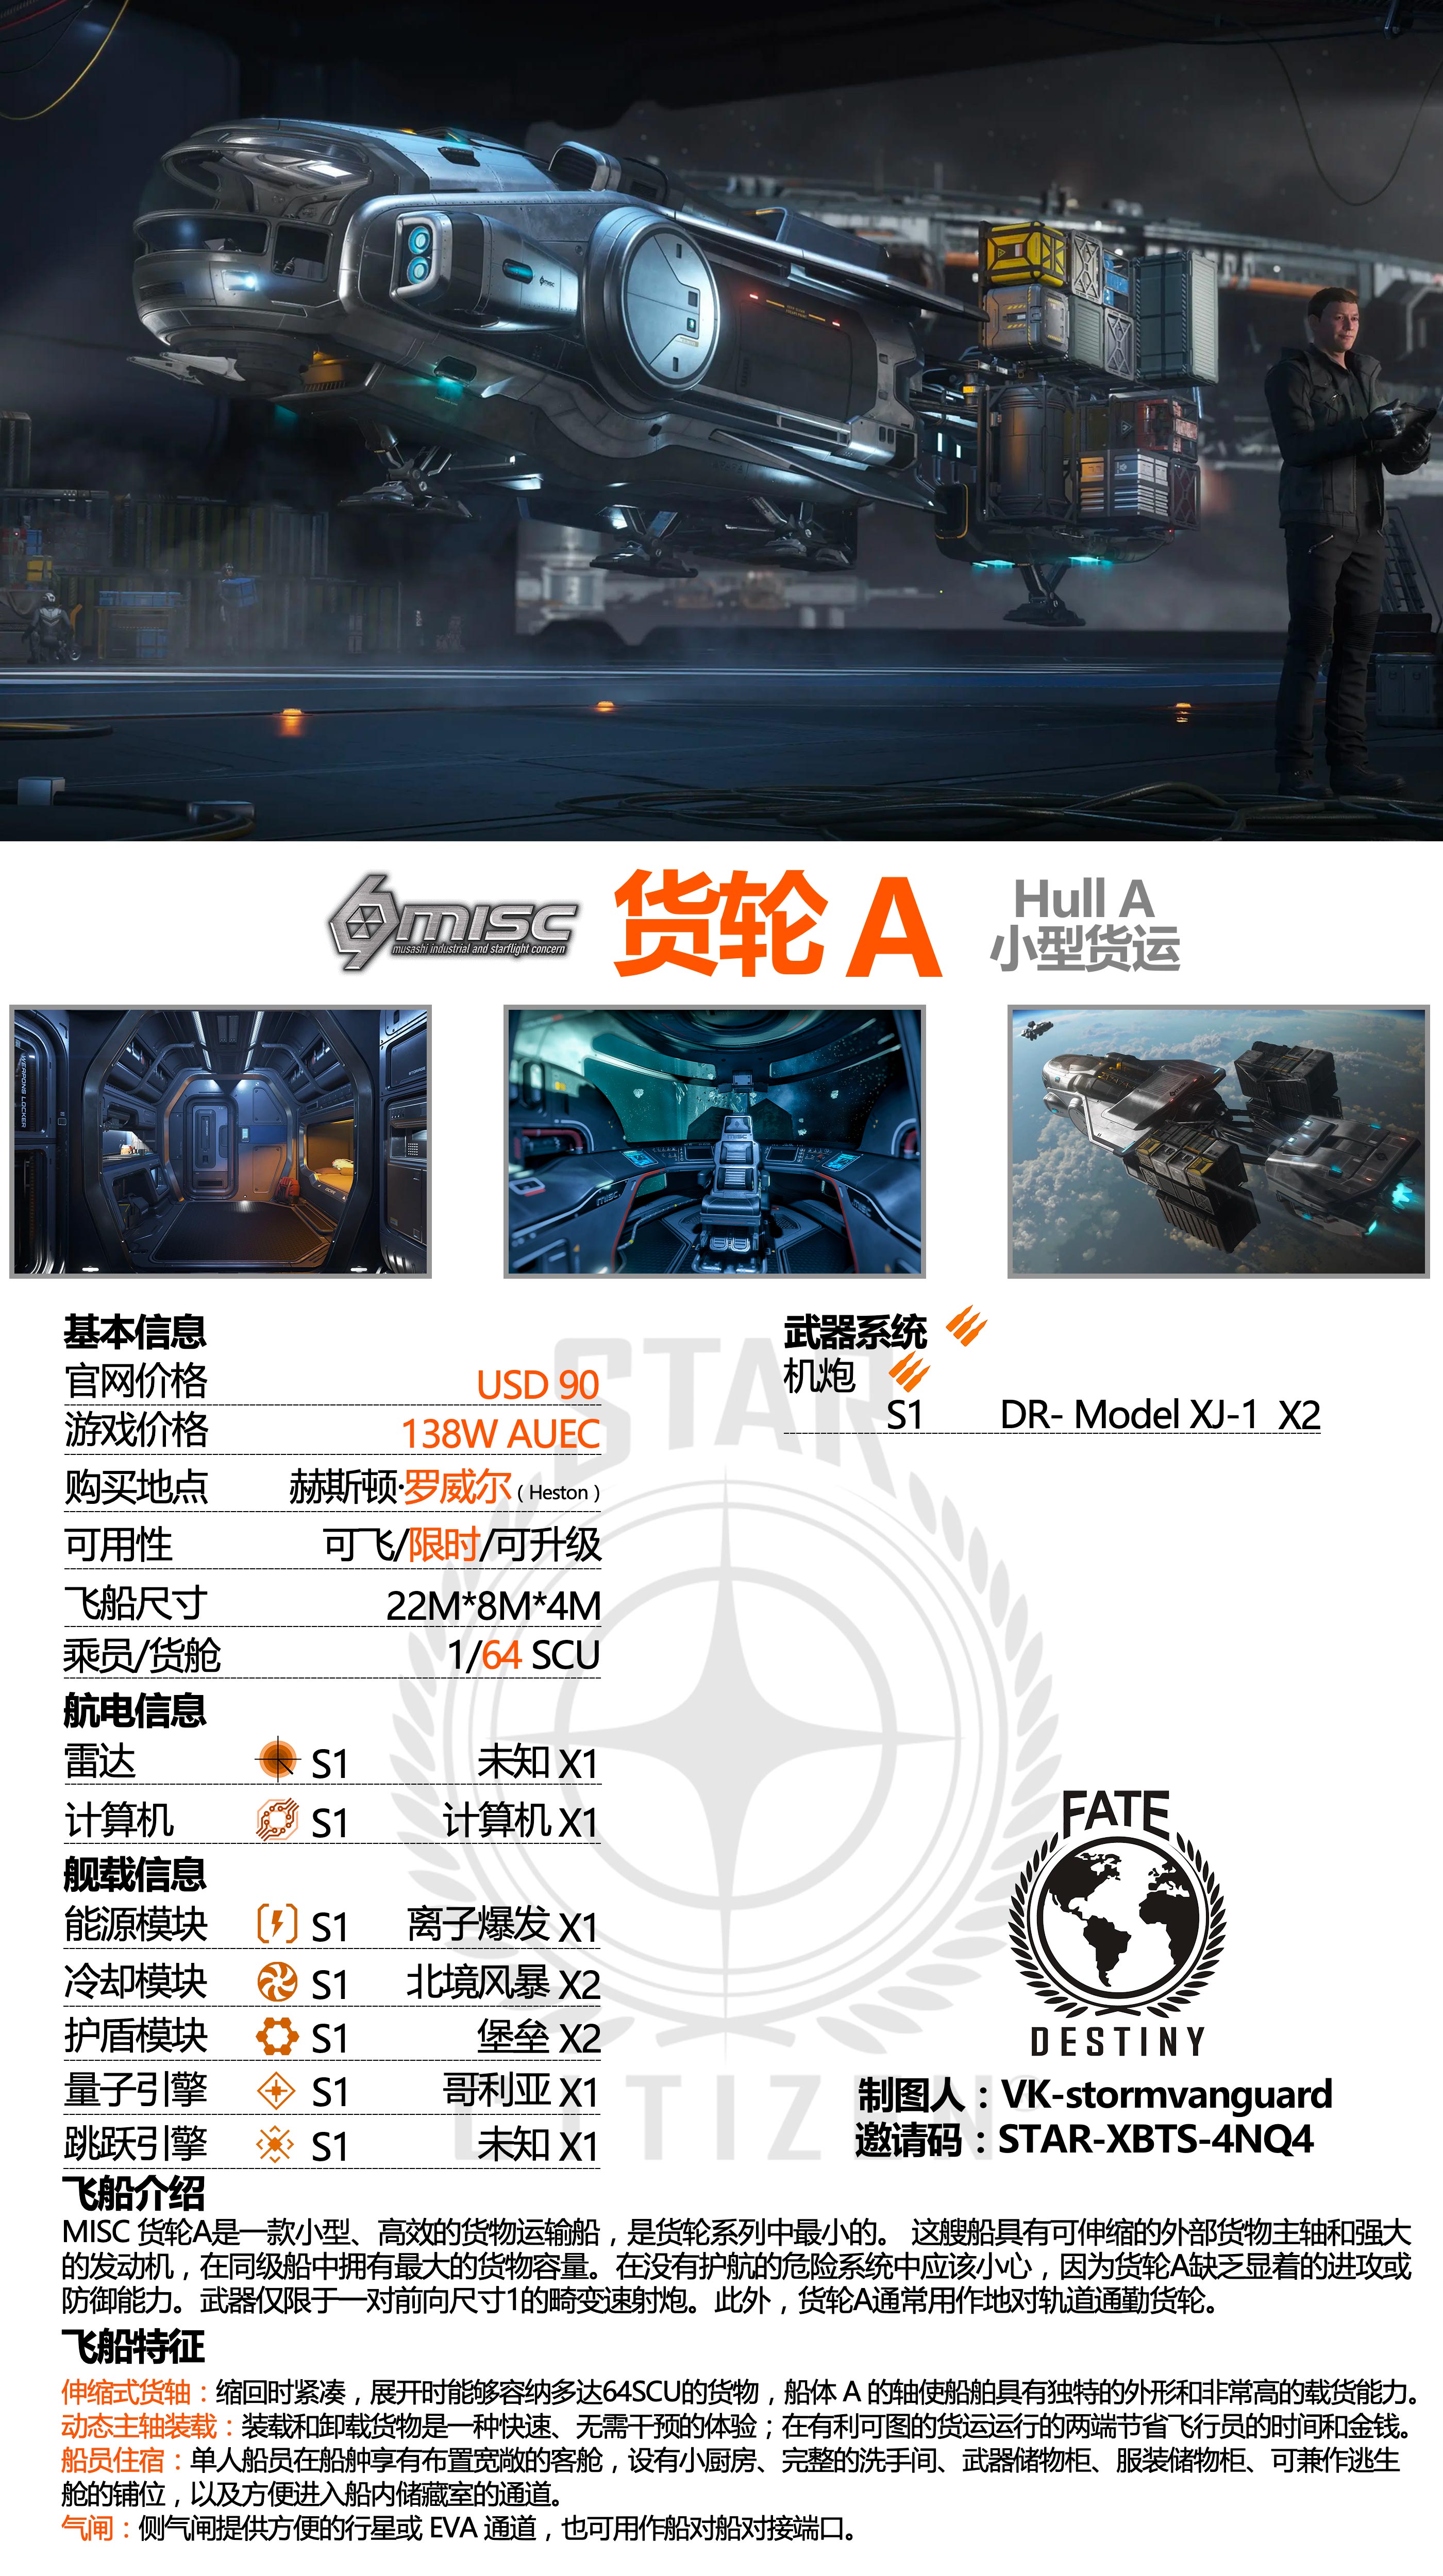 misc
MISC
musashi industrial and starflight concern
货轮 A
Hull A
小型货运
WEAPONS LOCKER
MISC
MISC
基本信息
官网价格 USD 90
游戏价格 138W AUEC
购买地点 赫斯顿·罗威尔（Heston）
可用性 可飞/限时/可升级
飞船尺寸 22M*8M*4M
乘员/货舱 1/64 SCU
航电信息
雷达 S1 未知 X1
计算机 S1 计算机 X1
舰载信息
能源模块 S1 离子爆发 X1
冷却模块 S1 北境风暴 X2
护盾模块 S1 堡垒 X2
量子引擎 S1 哥利亚 X1
跳跃引擎 S1 未知 X1
武器系统
机炮
S1 DR- Model XJ-1 X2
STAR
CITIZEN
FATE
DESTINY
制图人：VK-stormvanguard
邀请码：STAR-XBTS-4NQ4
飞船介绍
MISC 货轮A是一款小型、高效的货物运输船，是货轮系列中最小的。 这艘船具有可伸缩的外部货物主轴和强大
的发动机，在同级船中拥有最大的货物容量。在没有护航的危险系统中应该小心，因为货轮A缺乏显着的进攻或
防御能力。武器仅限于一对前向尺寸1的畸变速射炮。此外，货轮A通常用作地对轨道通勤货轮。
飞船特征
伸缩式货轴：缩回时紧凑，展开时能够容纳多达64SCU的货物，船体 A 的轴使船舶具有独特的外形和非常高的载货能力。
动态主轴装载：装载和卸载货物是一种快速、无需干预的体验；在有利可图的货运运行的两端节省飞行员的时间和金钱。
船员住宿：单人船员在船舯享有布置宽敞的客舱，设有小厨房、完整的洗手间、武器储物柜、服装储物柜、可兼作逃生
舱的铺位，以及方便进入船内储藏室的通道。
气闸：侧气闸提供方便的行星或 EVA 通道，也可用作船对船对接端口。